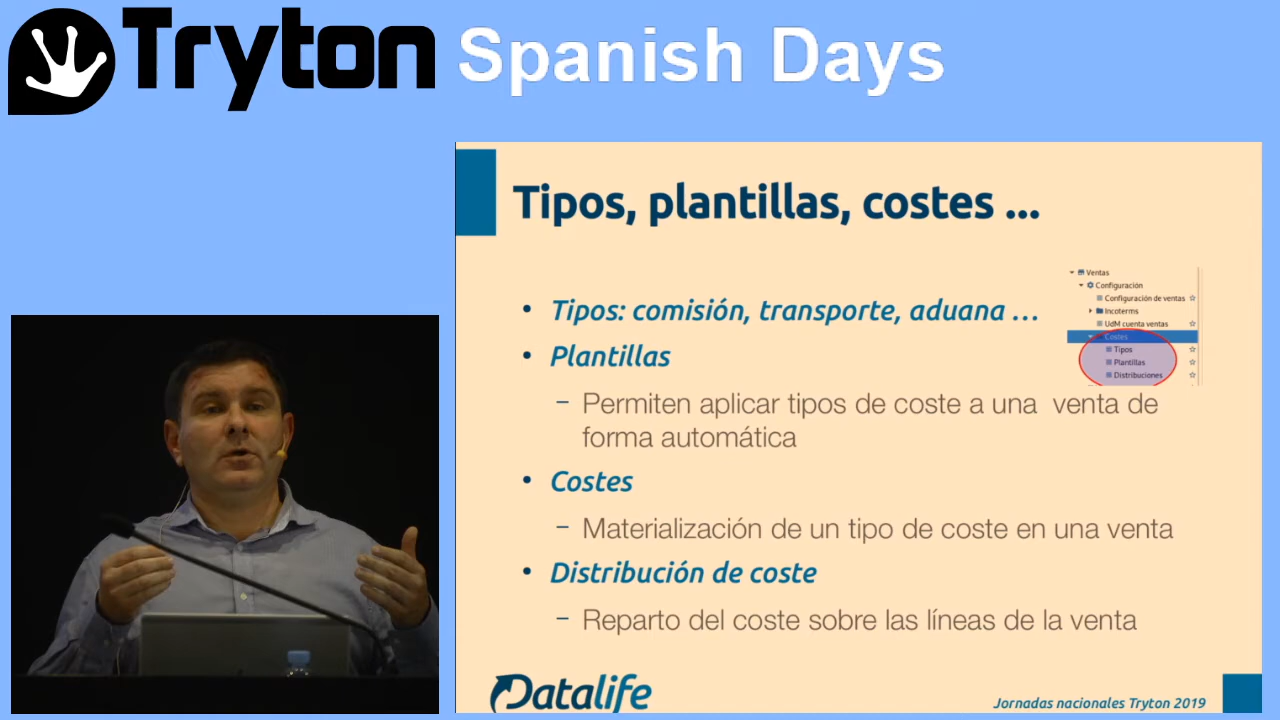 Tryton Spanish Days
Tipos, plantillas, costes ...
• Tipos: comisión, transporte, aduana ...
• Plantillas
– Permiten aplicar tipos de coste a una venta de
forma automática
• Costes
– Materialización de un tipo de coste en una venta
• Distribución de coste
– Reparto del coste sobre las líneas de la venta
Ventas
Configuración
Configuración de ventas
Incoterms
UdM cuenta ventas
Costes
Tipos
Plantillas
Distribuciones
Datalife
Jornadas nacionales Tryton 2019